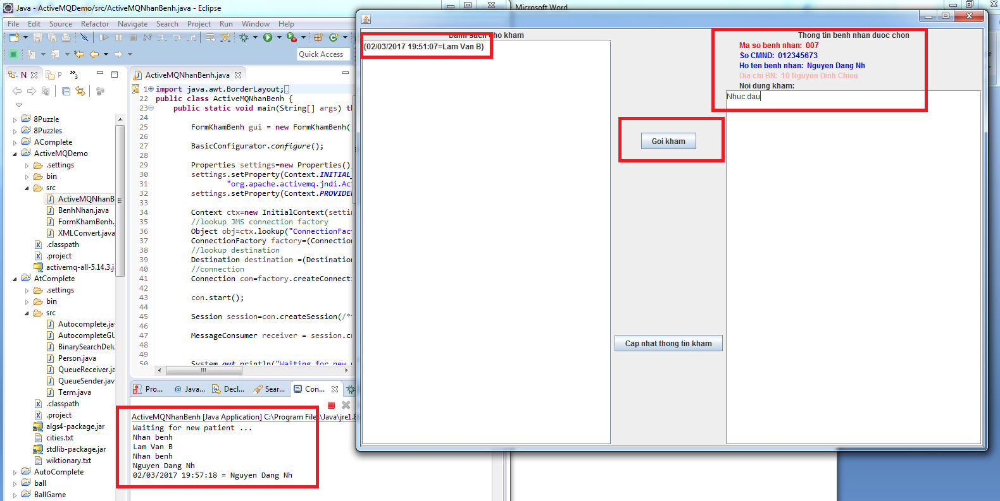 Java - ActiveMQDemo/src/ActiveMQNhanBenh.java - Eclipse
Microsoft Word
File Edit Source Refactor Navigate Search Project Run Window Help
Quick Access
N
P
3
8Puzzle
8Puzzles
AComplete
ActiveMQDemo
.settings
bin
src
ActiveMQNhanB
BenhNhan.java
FormKhamBenh.
XMLConvert.java
.classpath
.project
activemq-all-5.14.3.j
AtComplete
.settings
bin
src
Autocomplete.ja
AutocompleteGU
BinarySearchDelu
Person.java
QueueReceiver.ja
QueueSender.jav
Term.java
.classpath
.project
algs4-package.jar
cities.txt
stdlib-package.jar
wiktionary.txt
AutoComplete
ball
BallGame
ActiveMQNhanBenh.java
1 import java.awt.BorderLayout;
22 public class ActiveMQNhanBenh {
23 public static void main(String[] args) th
24
25 FormKhamBenh gui = new FormKhamBenh(
26
27 BasicConfigurator.configure();
28
29 Properties settings=new Properties()
30 settings.setProperty(Context.INITIAL
31 "org.apache.activemq.jndi.Act
32 settings.setProperty(Context.PROVIDE
33
34 Context ctx=new InitialContext(settin
35 //lookup JMS connection factory
36 Object obj=ctx.lookup("ConnectionFac
37 ConnectionFactory factory=(Connection
38 //lookup destination
39 Destination destination =(Destination
40 //connection
41 Connection con=factory.createConnecti
42
43 con.start();
44
45 Session session=con.createSession(/*
46
47 MessageConsumer receiver = session.cr
48
49
50 System.out.println("Waiting for new
Pro... @ Java... Decl... Sear... Con...
ActiveMQNhanBenh [Java Application] C:\Program Files\Java\jre1.8
Waiting for new patient ...
Nhan benh
Lam Van B
Nhan benh
Nguyen Dang Nh
02/03/2017 19:57:18 = Nguyen Dang Nh
Danh sach cho kham
{02/03/2017 19:51:07=Lam Van B}
Goi kham
Cap nhat thong tin kham
Thong tin benh nhan duoc chon
Ma so benh nhan: 007
So CMND: 012345673
Ho ten benh nhan: Nguyen Dang Nh
Dia chi BN: 10 Nguyen Dinh Chieu
Noi dung kham:
Nhuc dau